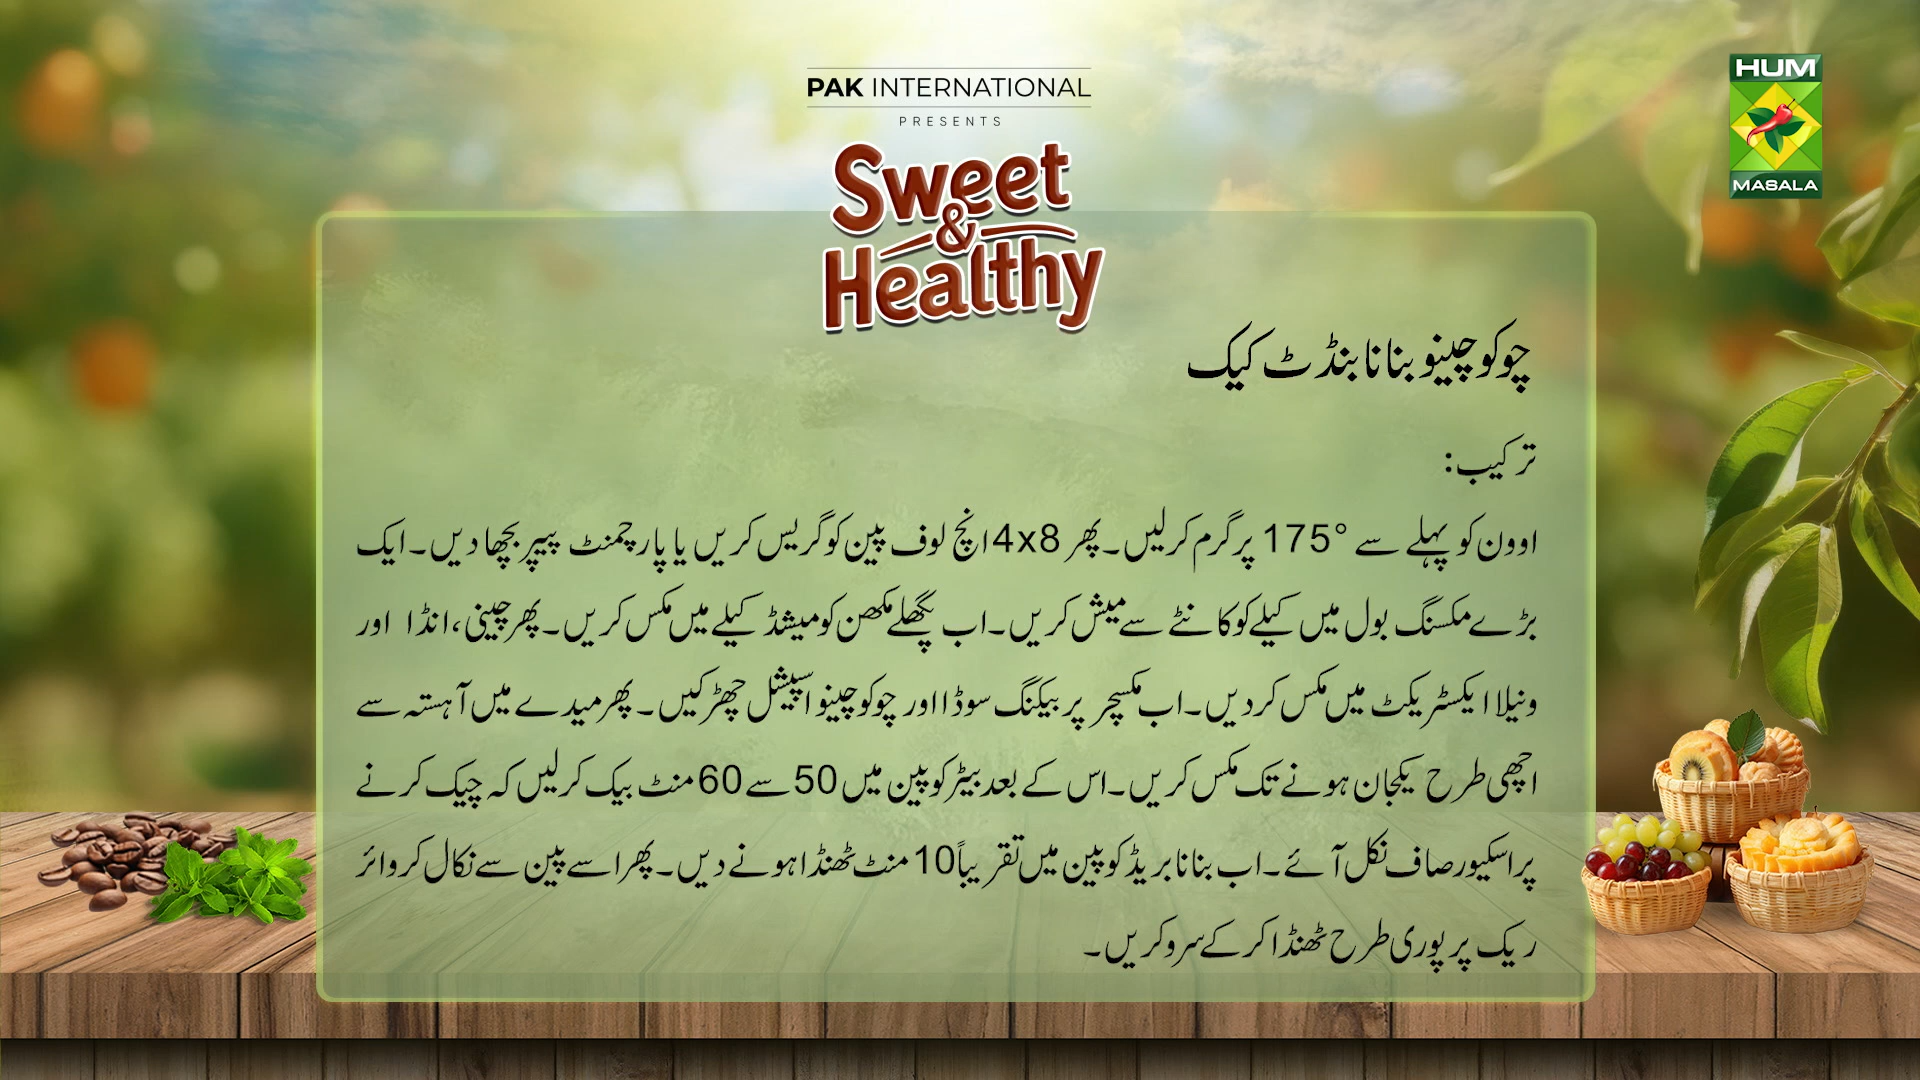 PAK INTERNATIONAL
PRESENTS
HUM
MASALA
Sweet
&
Healthy
چوکوچینو بنانا بنڈٹ کیک
ترکیب:
اوون کو پہلے سے °175 پر گرم کرلیں۔ پھر 4x8 انچ لوف پین کو گریس کریں یا پارچمنٹ پیپر بچھا دیں۔ ایک
بڑے مکسنگ بول میں کیلے کو کانٹے سے میش کریں۔ اب پگھلے مکھن کو میشڈ کیلے میں مکس کریں۔ پھر چینی، انڈا اور
ونیلا ایکسٹریکٹ میں مکس کردیں۔ اب مکسچر پر بیکنگ سوڈا اور چوکوچینو اسپیشل چھڑکیں۔ پھر میدے میں آہستہ سے
اچھی طرح یکجان ہونے تک مکس کریں۔ اس کے بعد بیٹر کو پین میں 50 سے 60 منٹ بیک کرلیں کہ چیک کرنے
پر اسکیور صاف نکل آئے۔ اب بنانا بریڈ کو پین میں تقریباً 10 منٹ ٹھنڈا ہونے دیں۔ پھر اسے پین سے نکال کر وائر
ریک پر پوری طرح ٹھنڈا کرکے سرو کریں۔